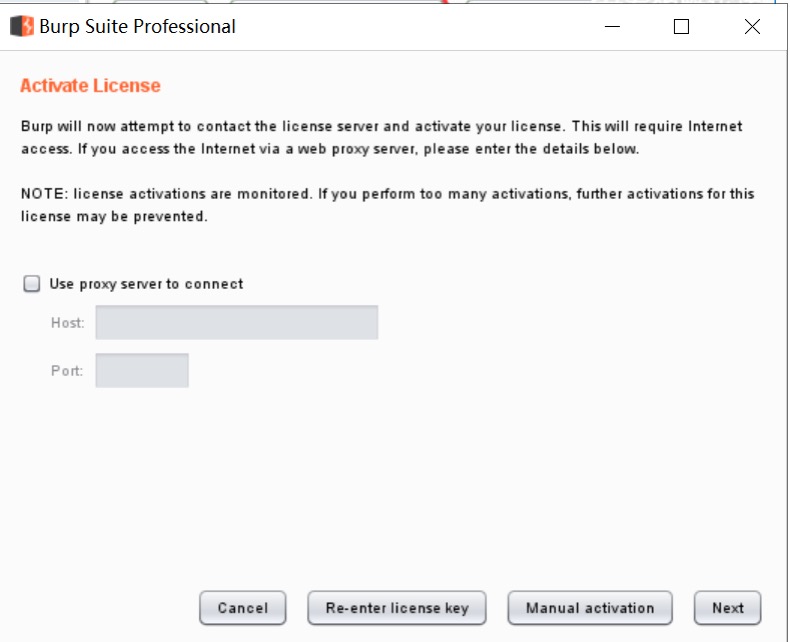 Burp Suite Professional
Activate License
Burp will now attempt to contact the license server and activate your license. This will require Internet
access. If you access the Internet via a web proxy server, please enter the details below.
NOTE: license activations are monitored. If you perform too many activations, further activations for this
license may be prevented.
Use proxy server to connect
Host:
Port:
Cancel
Re-enter license key
Manual activation
Next